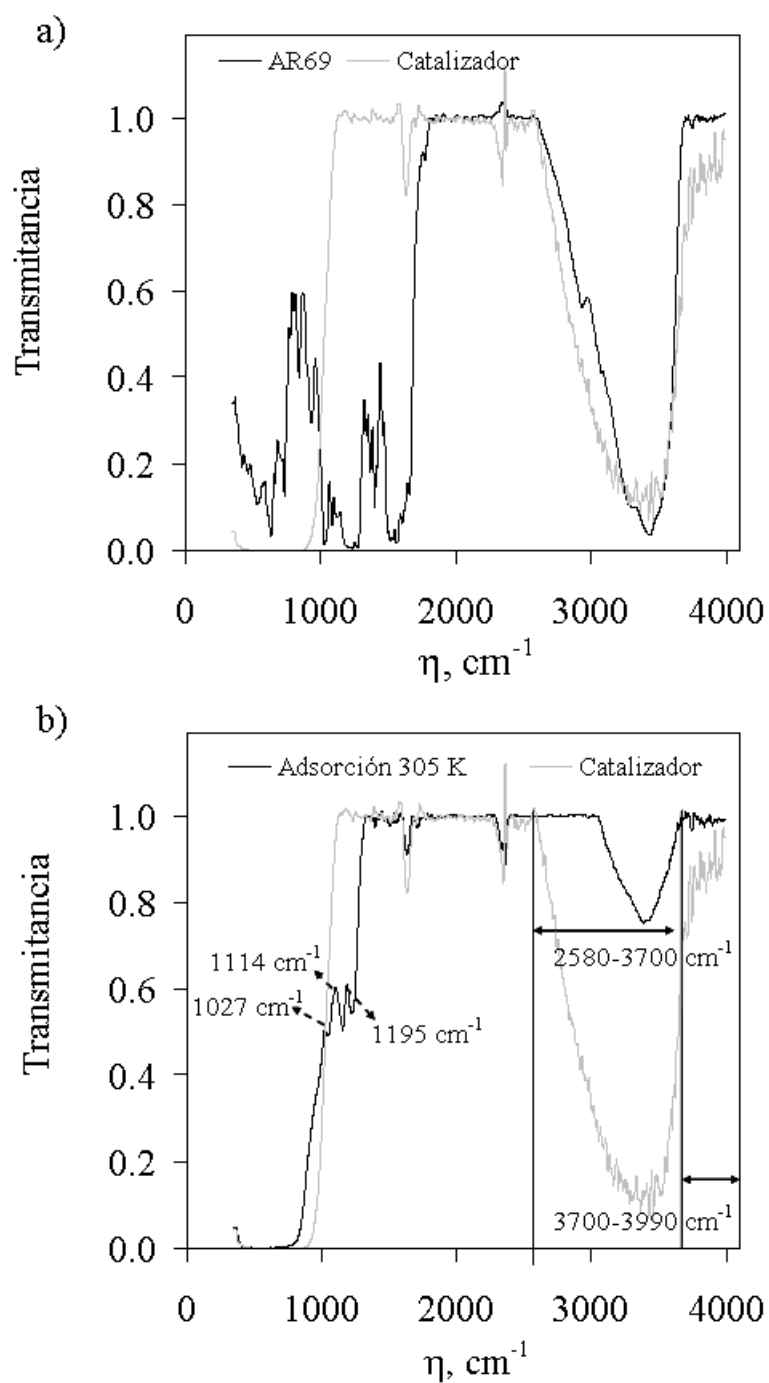 a)
AR69 Catalizador
1.0
0.8
0.6
0.4
0.2
0.0
Transmitancia
0 1000 2000 3000 4000
η, cm-1
b)
Adsorción 305 K Catalizador
1.0
0.8
0.6
0.4
0.2
0.0
Transmitancia
2580-3700 cm-1
1114 cm-1
1027 cm-1
1195 cm-1
3700-3990 cm-1
0 1000 2000 3000 4000
η, cm-1